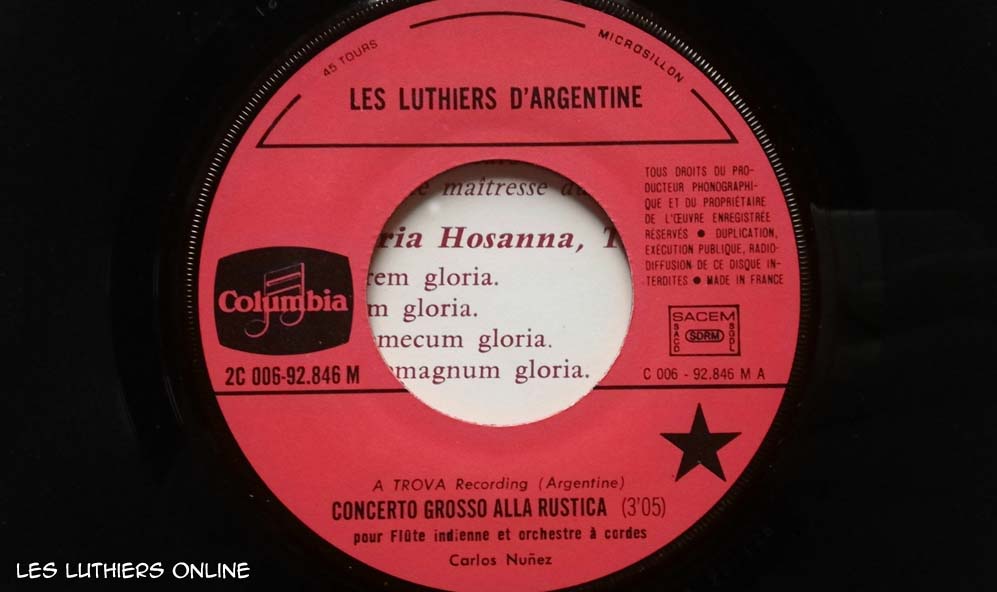 45 TOURS
MICROSILLON
LES LUTHIERS D'ARGENTINE
TOUS DROITS DU PRO-
DUCTEUR PHONOGRAPHI-
QUE ET DU PROPRIÉTAIRE
DE L'ŒUVRE ENREGISTRÉE
RÉSERVÉS ● DUPLICATION,
EXÉCUTION PUBLIQUE, RADIO-
DIFFUSION DE CE DISQUE IN-
TERDITES ● MADE IN FRANCE
maîtresse
ria Hosanna, T
rem gloria.
m gloria.
mecum gloria.
magnum gloria.
Columbia
2C 006-92.846 M
SACEM
SACD
SDRM
SGDL
C 006 - 92.846 M A
A TROVA Recording (Argentine)
CONCERTO GROSSO ALLA RUSTICA (3'05)
pour Flûte indienne et orchestre à cordes
Carlos Nuñez
LES LUTHIERS ONLINE